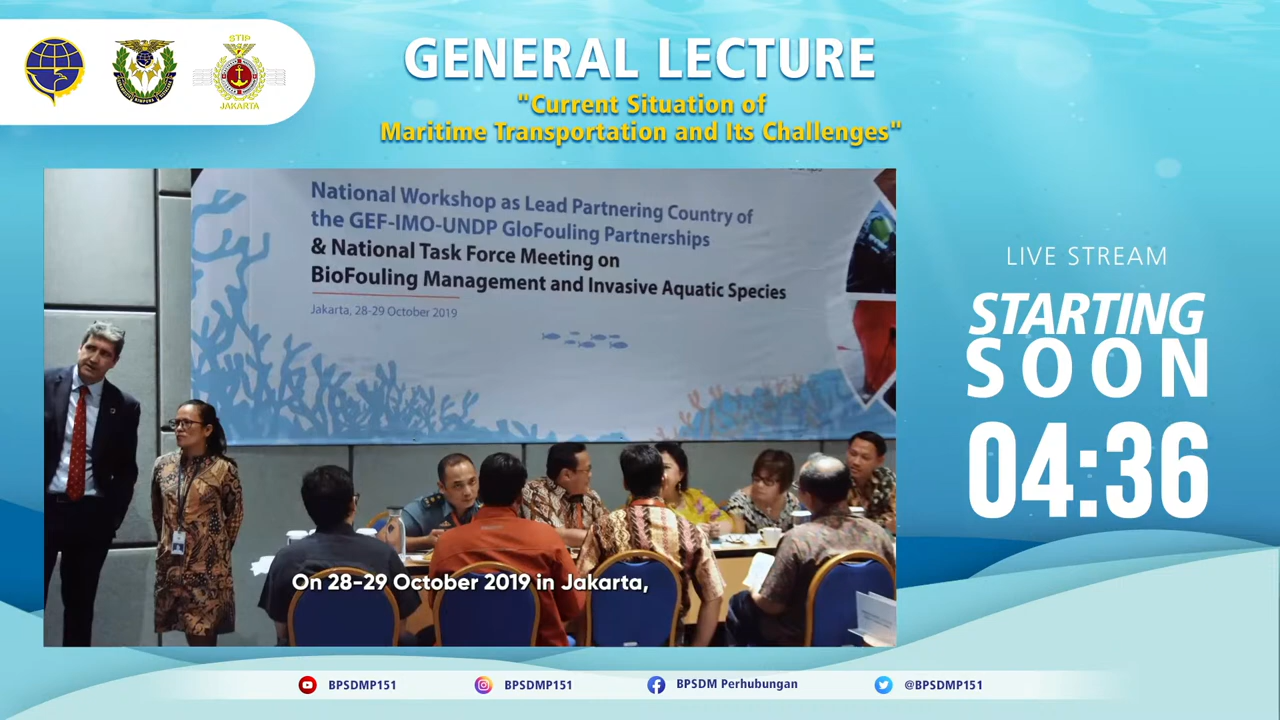 STIP
JAKARTA
GENERAL LECTURE
"Current Situation of
Maritime Transportation and Its Challenges"
National Workshop as Lead Partnering Country of
the GEF-IMO-UNDP GloFouling Partnerships
& National Task Force Meeting on
BioFouling Management and Invasive Aquatic Species
Jakarta, 28-29 October 2019
On 28-29 October 2019 in Jakarta,
LIVE STREAM
STARTING
SOON
04:36
BPSDMP151
BPSDMP151
BPSDM Perhubungan
@BPSDMP151